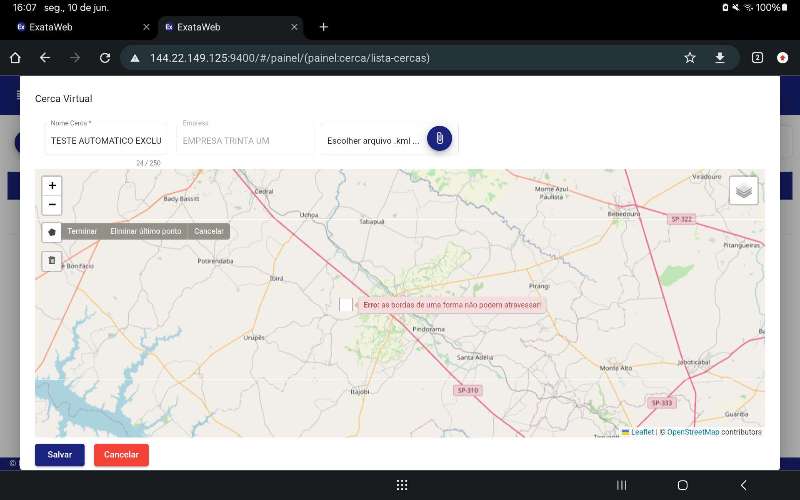 16:07 seg., 10 de jun. 100%
ExataWeb ExataWeb
144.22.149.125:9400/#/painel/(painel:cerca/lista-cercas) 2
Cerca Virtual
Nome Cerca * Empresa
TESTE AUTOMATICO EXCLU EMPRESA TRINTA UM Escolher arquivo .kml ...
24 / 250
Viradouro
Bady Bassitt Cedral Monte Azul Paulista
Uchoa Tabapuã Bebedouro SP-322
Terminar Eliminar último ponto Cancelar
Pitangueiras
Bonifácio Potirendaba
Ibirá Pirangi
Erro: as bordas de uma forma não podem atravessar!
Pindorama
Urupês
Santa Adélia Jaboticabal
Monte Alto
Itajobi SP-310
SP-333
Guariba
Leaflet | © OpenStreetMap contributors
Salvar Cancelar